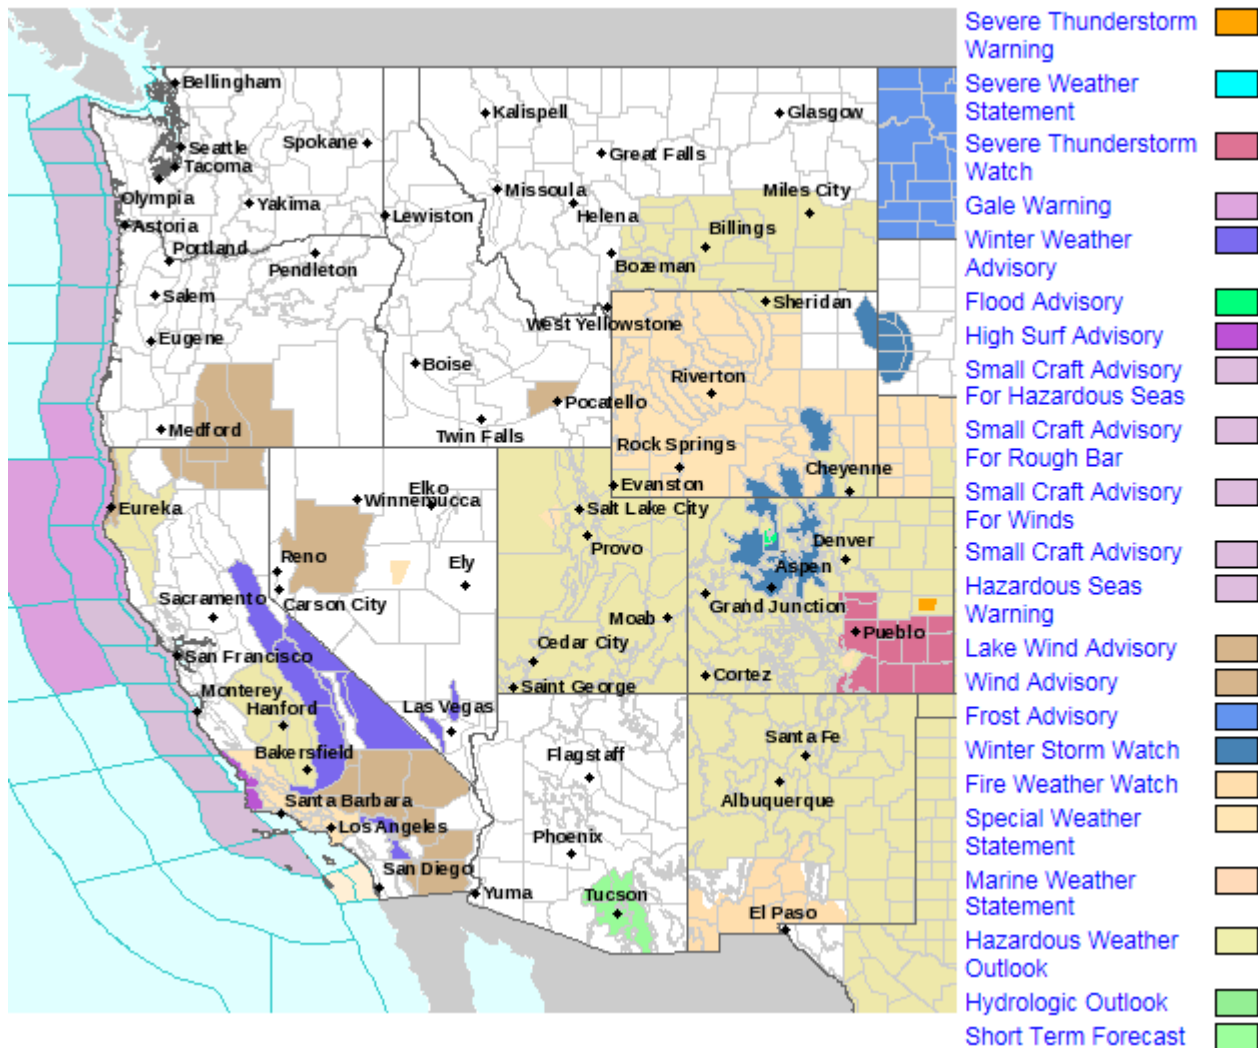 Bellingham
Kalispell
Glasgow
Seattle
Spokane
Great Falls
Tacoma
Missoula
Miles City
Olympia
Yakima
Lewiston
Helena
Astoria
Billings
Portland
Pendleton
Bozeman
Salem
Sheridan
West Yellowstone
Eugene
Boise
Riverton
Pocatello
Medford
Twin Falls
Rock Springs
Cheyenne
Elko
Evanston
Winnemucca
Eureka
Salt Lake City
Provo
Denver
Reno
Ely
Aspen
Sacramento
Carson City
Grand Junction
Moab
Pueblo
Cedar City
San Francisco
Cortez
Saint George
Monterey
Hanford
Las Vegas
Santa Fe
Bakersfield
Flagstaff
Albuquerque
Santa Barbara
Los Angeles
Phoenix
San Diego
Yuma
Tucson
El Paso
Severe Thunderstorm
Warning
Severe Weather
Statement
Severe Thunderstorm
Watch
Gale Warning
Winter Weather
Advisory
Flood Advisory
High Surf Advisory
Small Craft Advisory
For Hazardous Seas
Small Craft Advisory
For Rough Bar
Small Craft Advisory
For Winds
Small Craft Advisory
Hazardous Seas
Warning
Lake Wind Advisory
Wind Advisory
Frost Advisory
Winter Storm Watch
Fire Weather Watch
Special Weather
Statement
Marine Weather
Statement
Hazardous Weather
Outlook
Hydrologic Outlook
Short Term Forecast